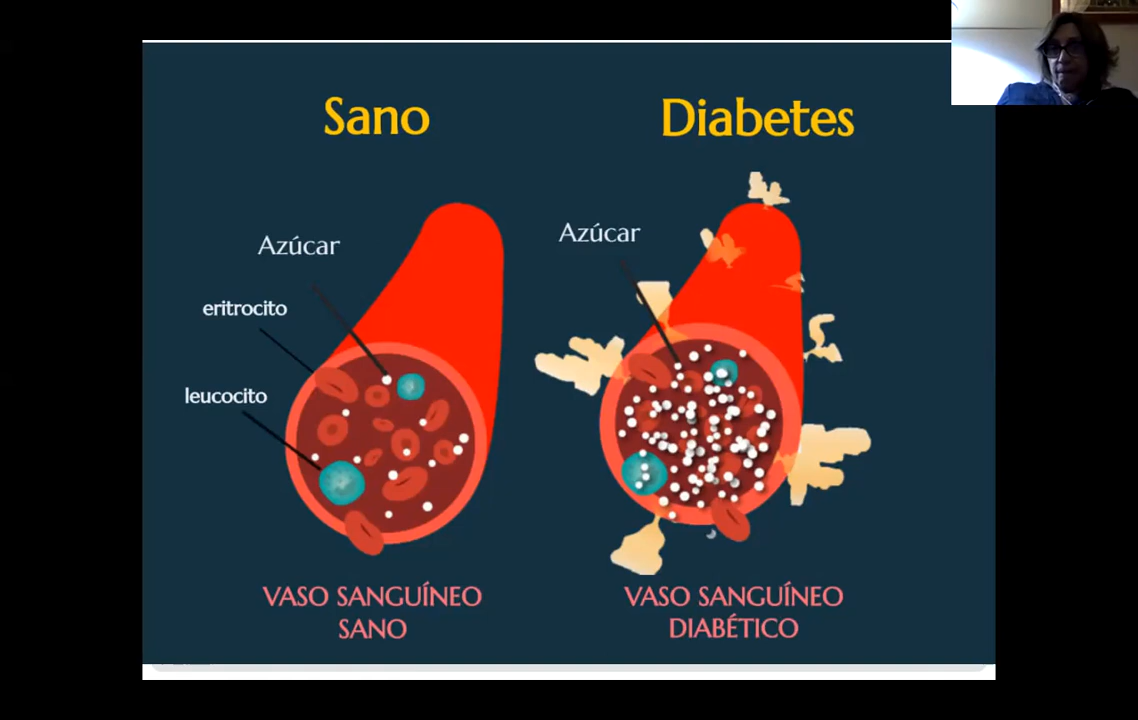 Sano
Diabetes
Azúcar
eritrocito
leucocito
Azúcar
VASO SANGUÍNEO
SANO
VASO SANGUÍNEO
DIABÉTICO